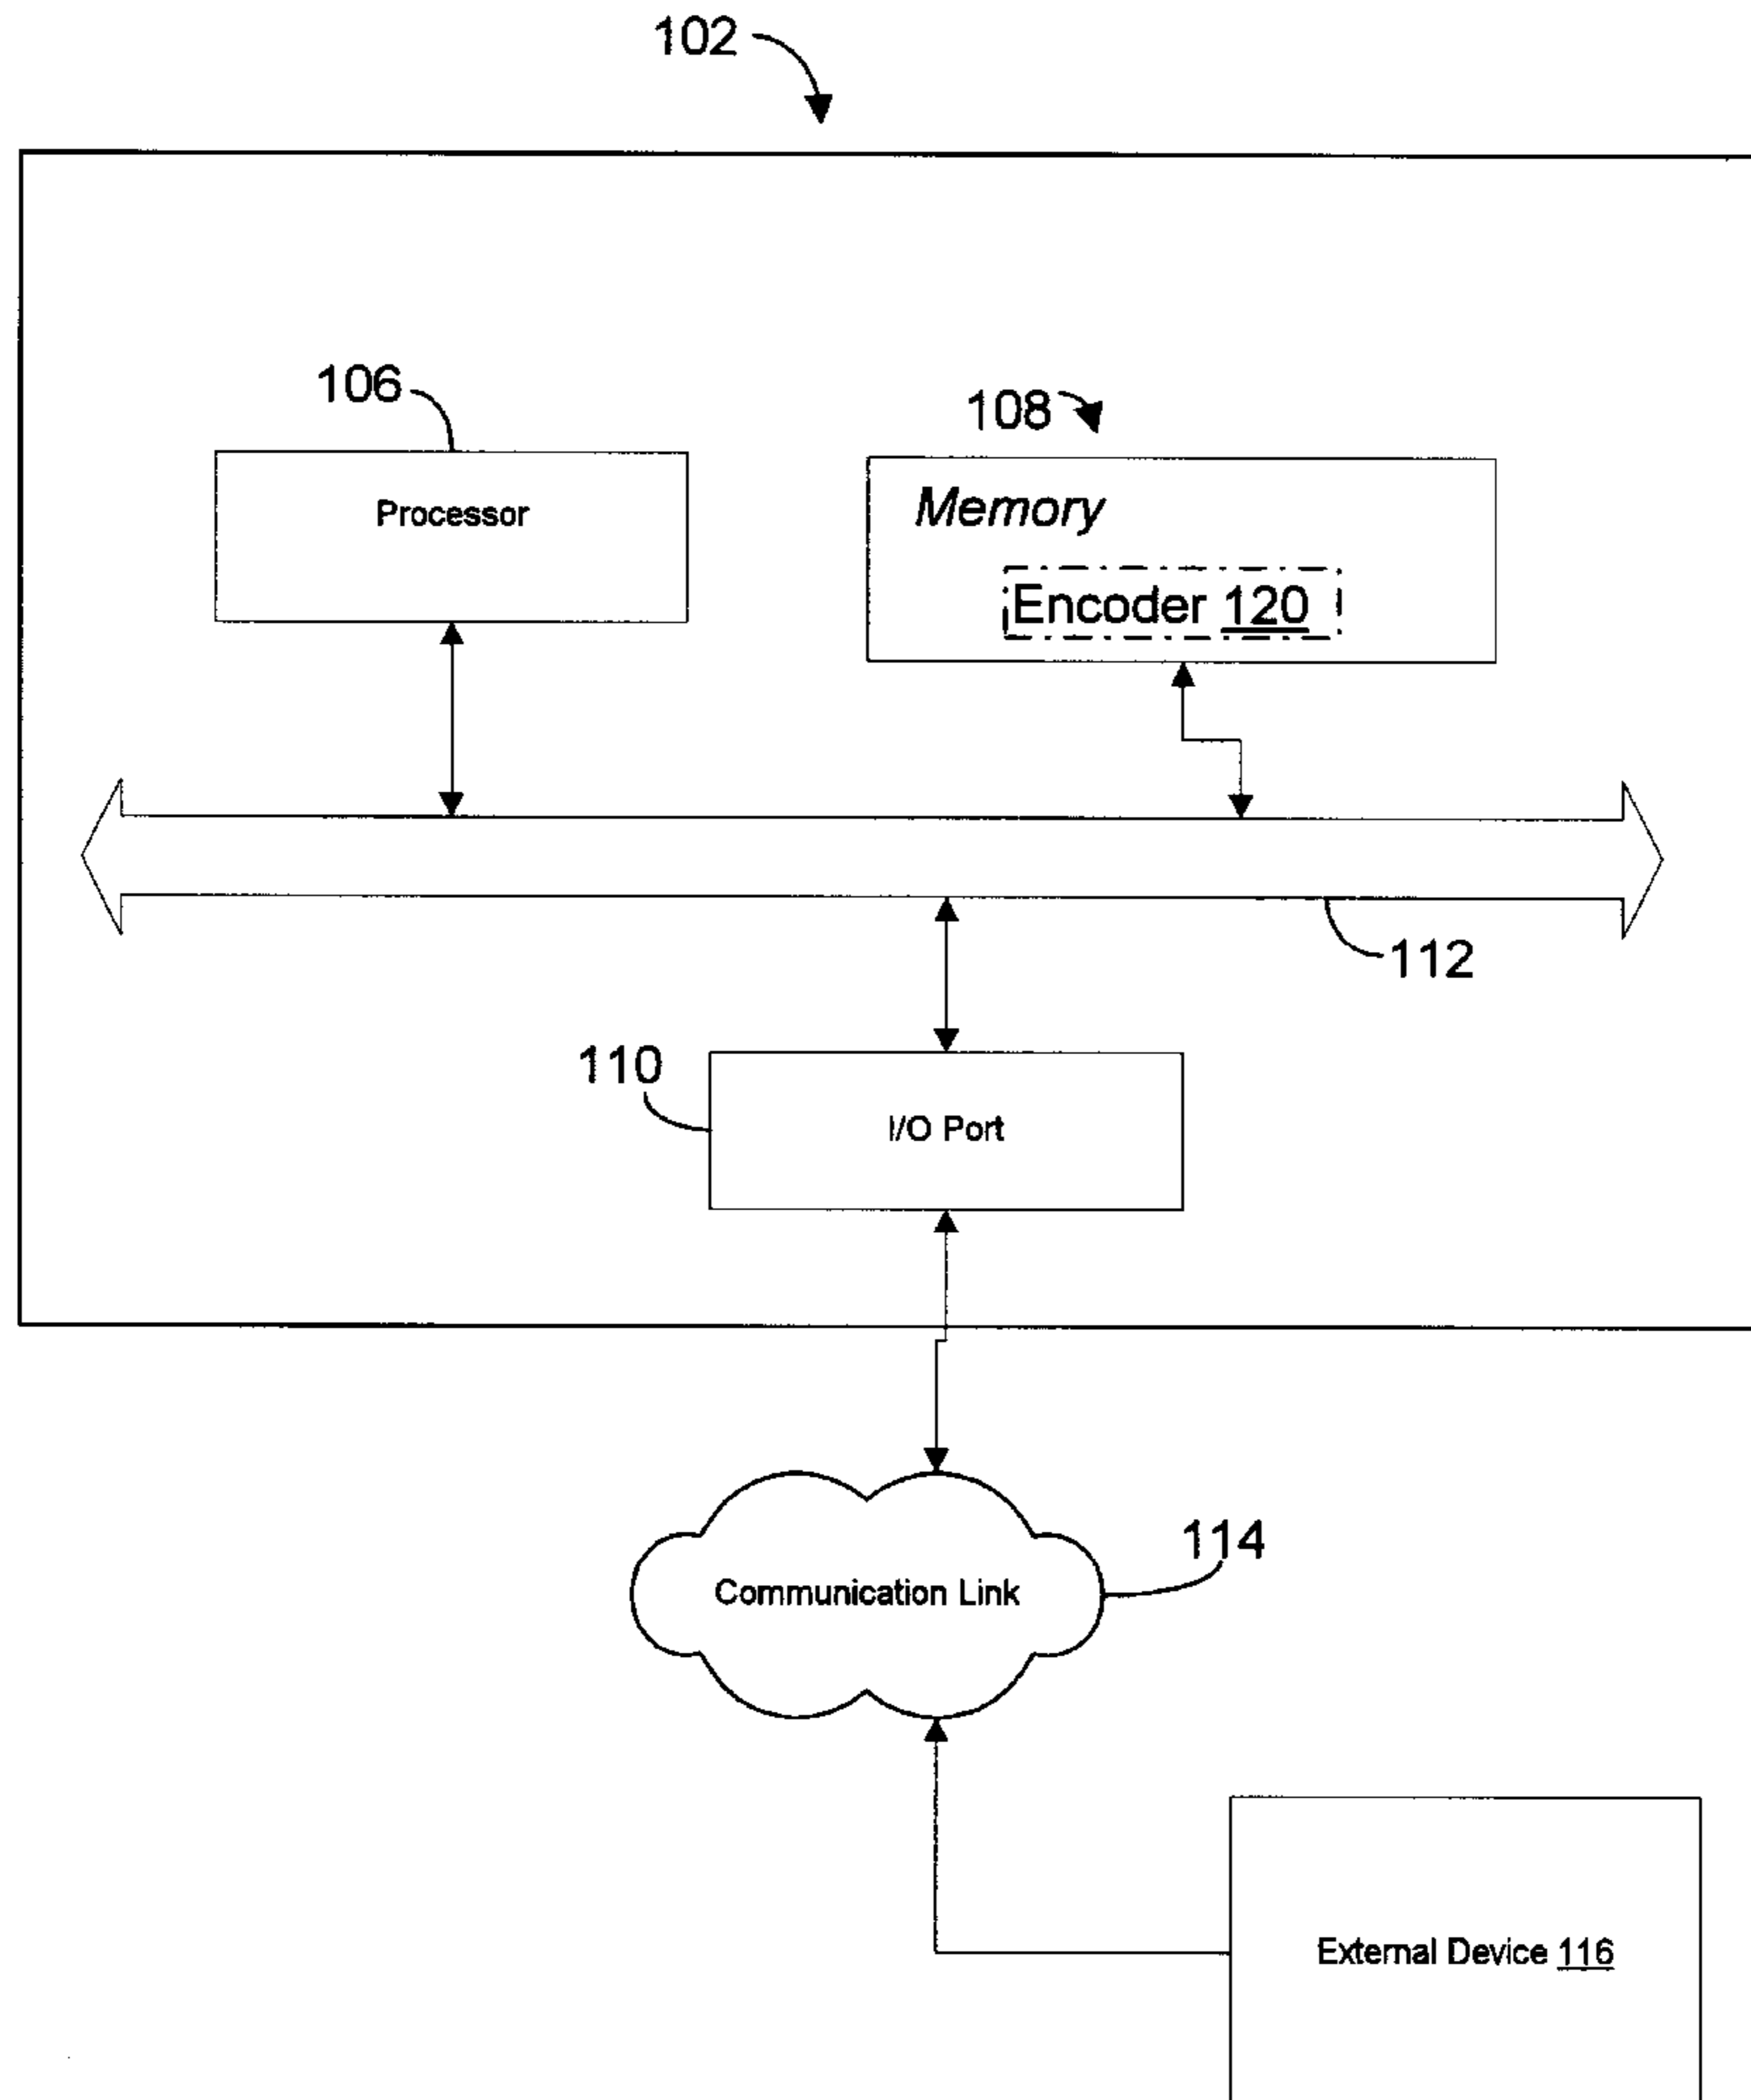 102
106
108
Processor
Memory
Encoder 120
112
110
I/O Port
114
Communication Link
External Device 116